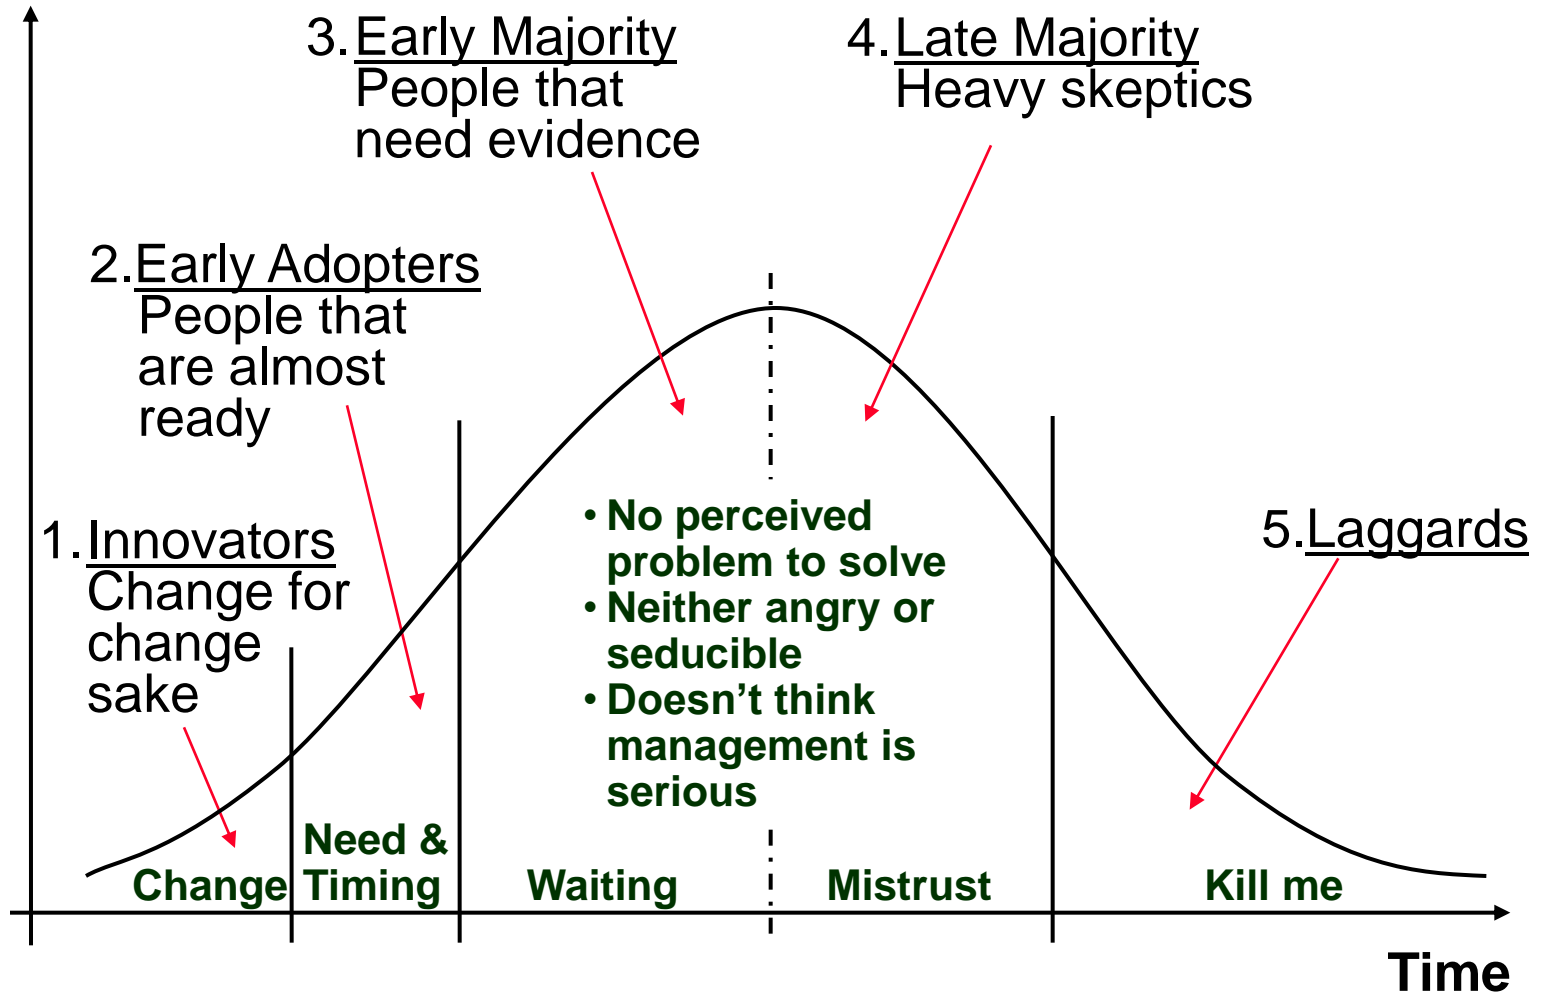 3. Early Majority
People that
need evidence
4. Late Majority
Heavy skeptics
2. Early Adopters
People that
are almost
ready
1. Innovators
Change for
change
sake
5. Laggards
• No perceived
problem to solve
• Neither angry or
seducible
• Doesn't think
management is
serious
Change
Need &
Timing
Waiting
Mistrust
Kill me
Time